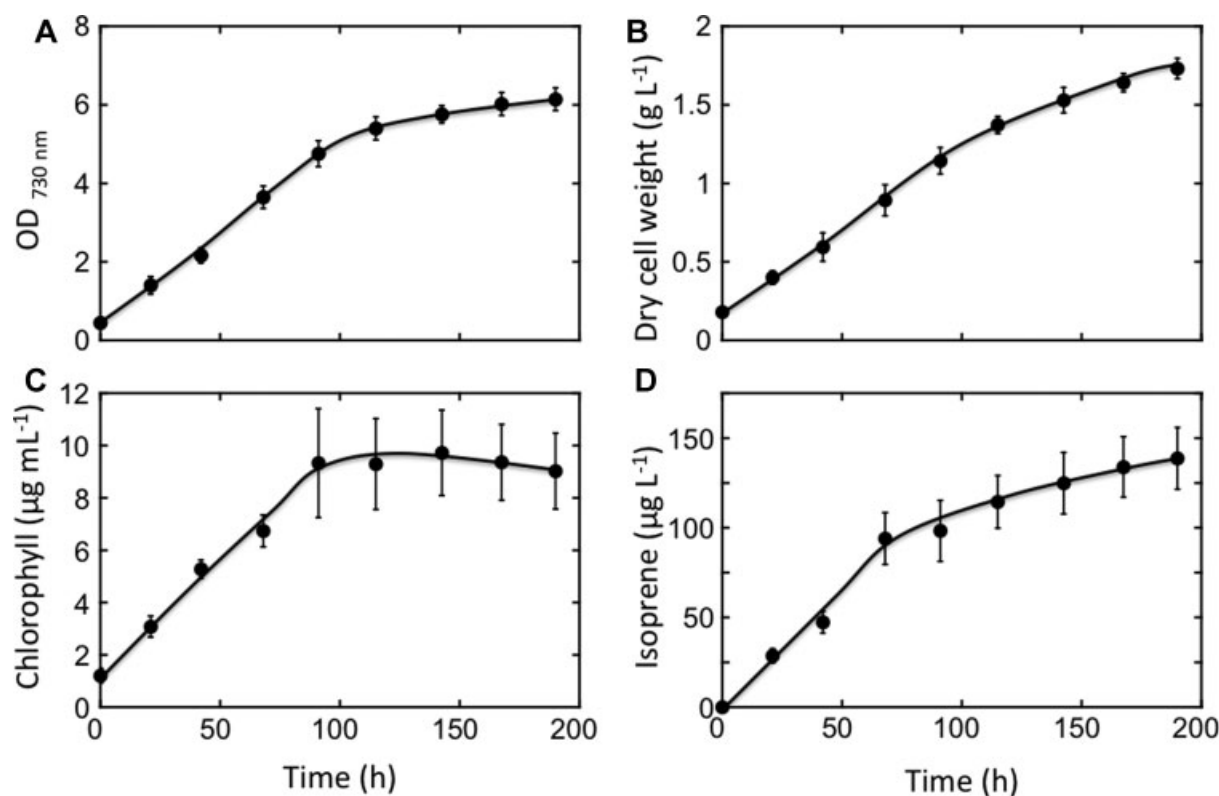 A
OD 730 nm
8
6
4
2
0
B
Dry cell weight (g L-1)
2
1.5
1
0.5
0
C
Chlorophyll (µg mL-1)
12
10
8
6
4
2
0
0 50 100 150 200
Time (h)
D
Isoprene (µg L-1)
150
100
50
0
0 50 100 150 200
Time (h)